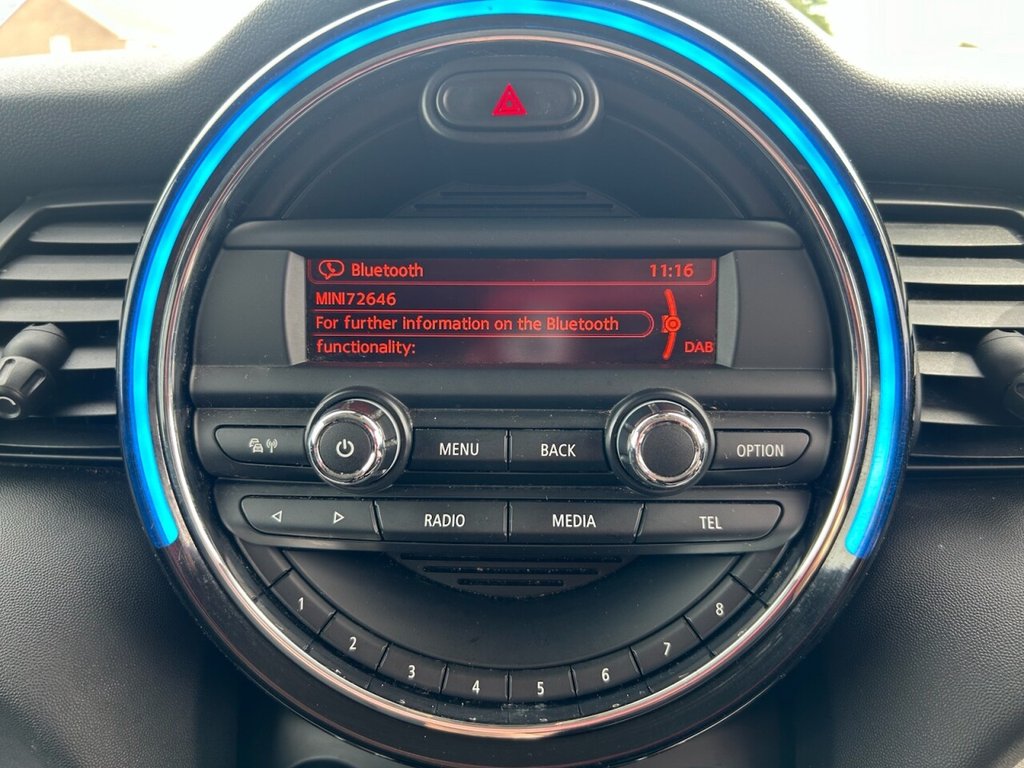 Bluetooth 11:16
MINI72646
For further information on the Bluetooth
functionality:
DAB
MENU BACK OPTION
RADIO MEDIA TEL
1 2 3 4 5 6 7 8